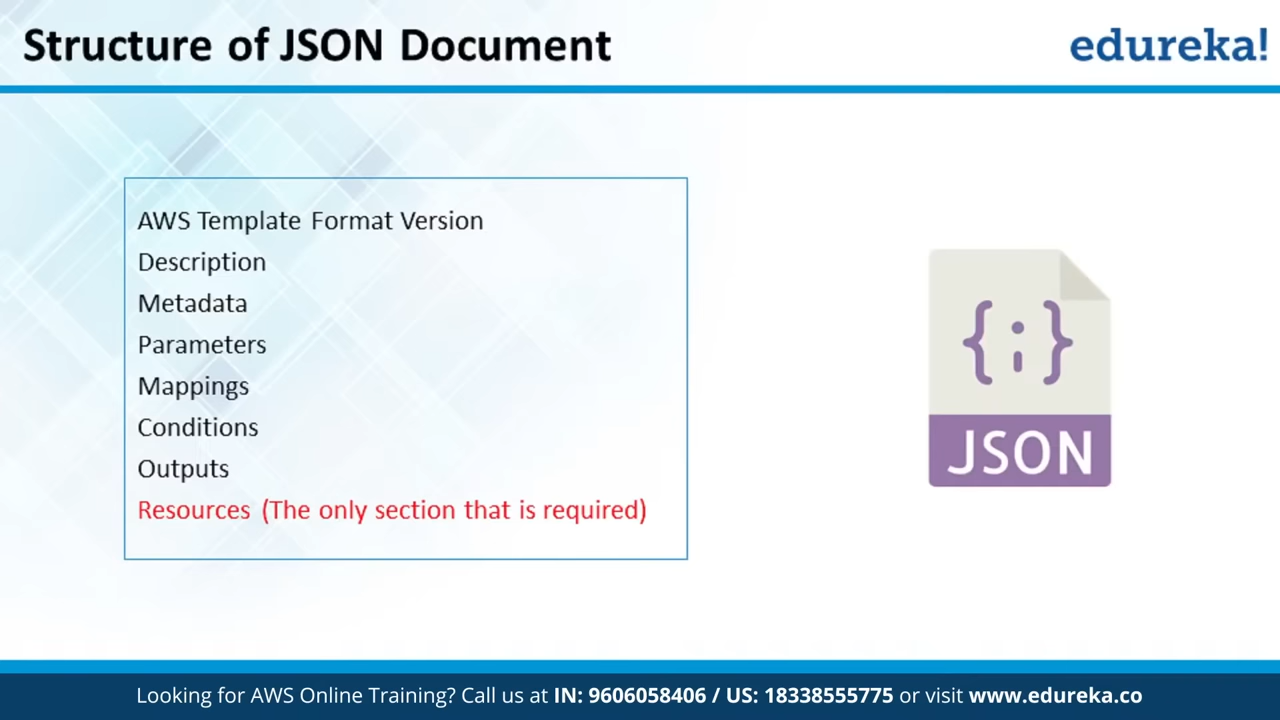 Structure of JSON Document
edureka!
AWS Template Format Version
Description
Metadata
Parameters
Mappings
Conditions
Outputs
Resources (The only section that is required)
{;}
JSON
Looking for AWS Online Training? Call us at IN: 9606058406 / US: 18338555775 or visit www.edureka.co